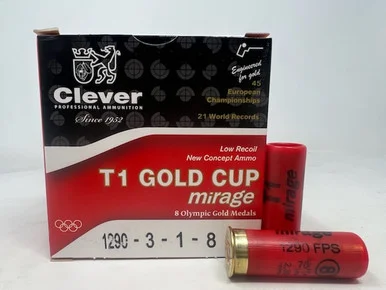 Clever
PROFESSIONAL AMMUNITION
Since 1952
Engineered
for gold
45
European
Championships
21 World Records
Low Recoil
New Concept Ammo
T1 GOLD CUP
mirage
8 Olympic Gold Medals
1290 - 3 - 1 - 8
T1
mirage
1290 FPS